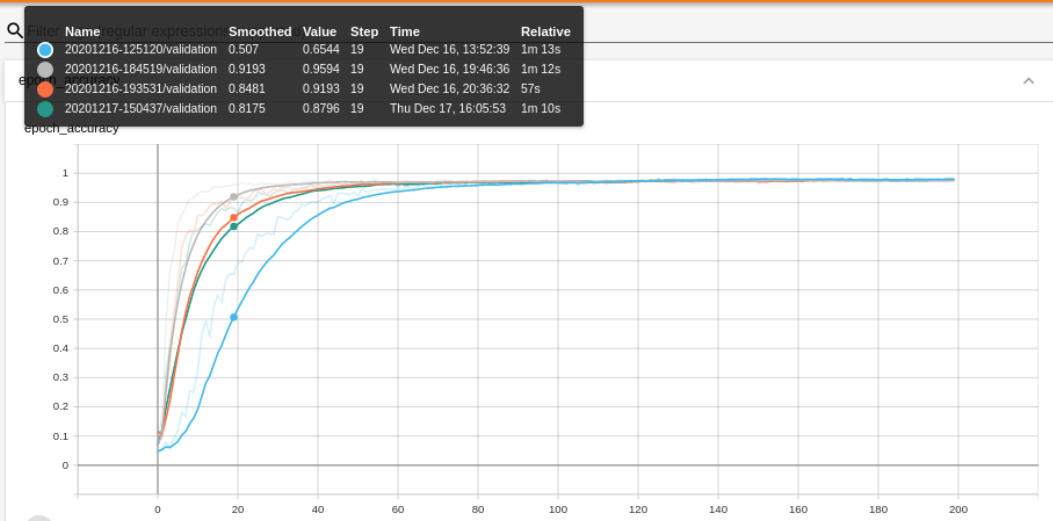 Name Smoothed Value Step Time Relative
20201216-125120/validation 0.507 0.6544 19 Wed Dec 16, 13:52:39 1m 13s
20201216-184519/validation 0.9193 0.9594 19 Wed Dec 16, 19:46:36 1m 12s
20201216-193531/validation 0.8481 0.9193 19 Wed Dec 16, 20:36:32 57s
20201217-150437/validation 0.8175 0.8796 19 Thu Dec 17, 16:05:53 1m 10s
epoch_accuracy
epoch_accuracy
1
0.9
0.8
0.7
0.6
0.5
0.4
0.3
0.2
0.1
0
0 20 40 60 80 100 120 140 160 180 200